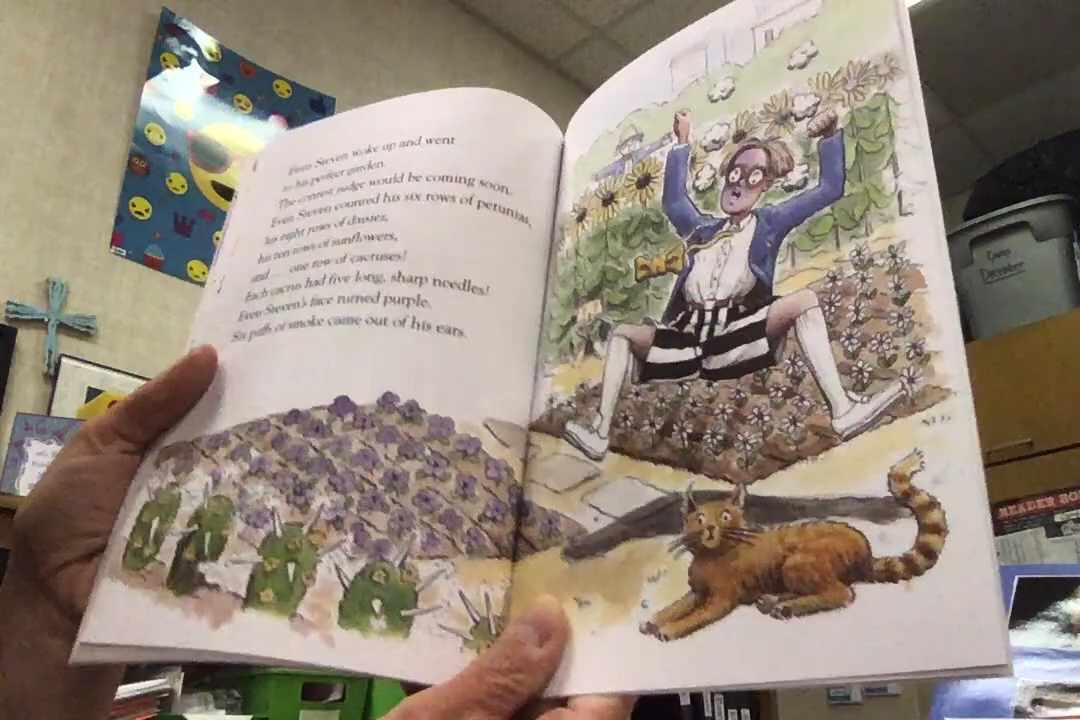 Even Steven woke up and went
to his perfect garden.
The contest judge would be coming soon.
Even Steven counted his six rows of petunias,
his eight rows of daisies,
his ten rows of sunflowers,
and . . . one row of cactuses!
Each cactus had five long, sharp needles!
Even Steven's face turned purple.
Six puffs of smoke came out of his ears.
December
READER